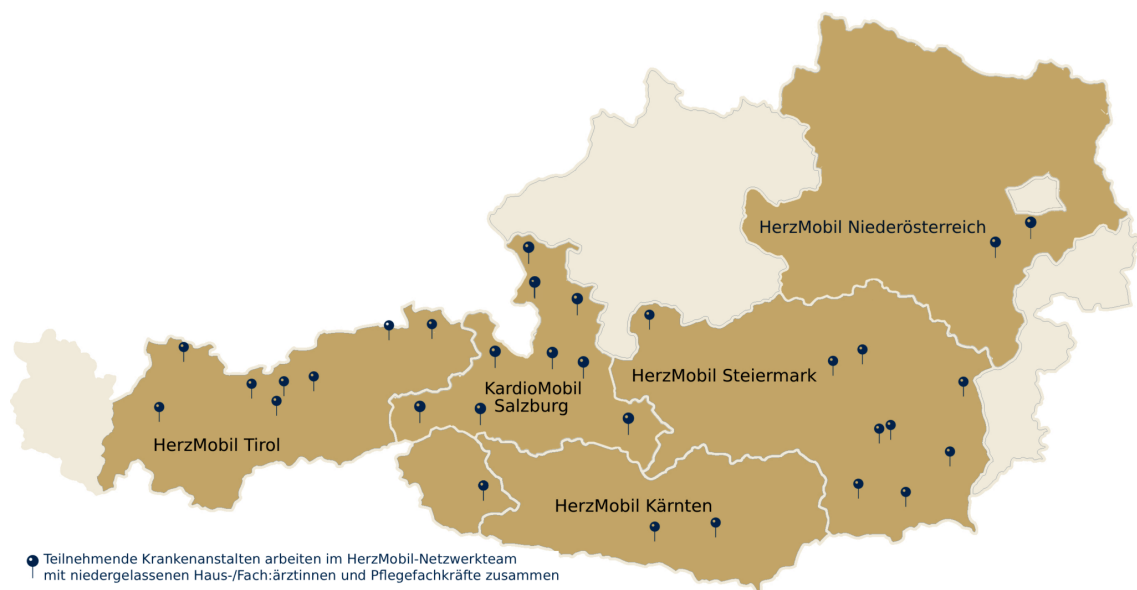 HerzMobil Niederösterreich
HerzMobil Steiermark
KardioMobil
Salzburg
HerzMobil Tirol
HerzMobil Kärnten
Teilnehmende Krankenanstalten arbeiten im HerzMobil-Netzwerkteam
mit niedergelassenen Haus-/Fach:ärztinnen und Pflegefachkräfte zusammen